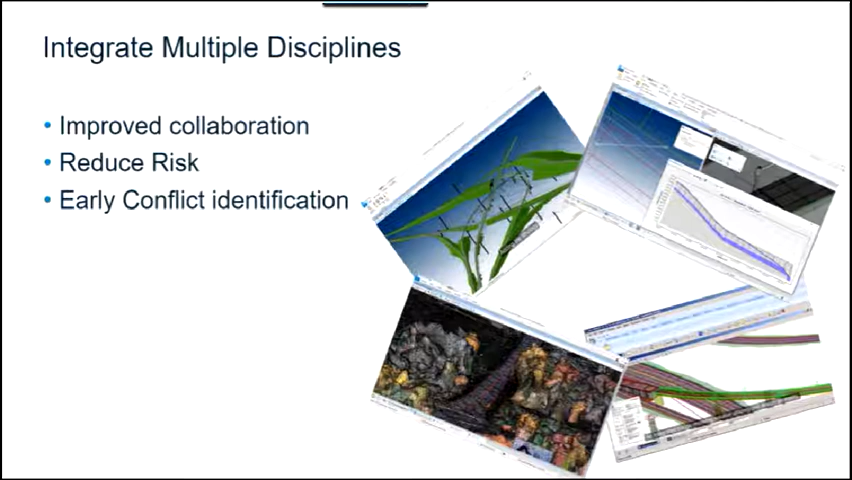 Integrate Multiple Disciplines
• Improved collaboration
• Reduce Risk
• Early Conflict identification